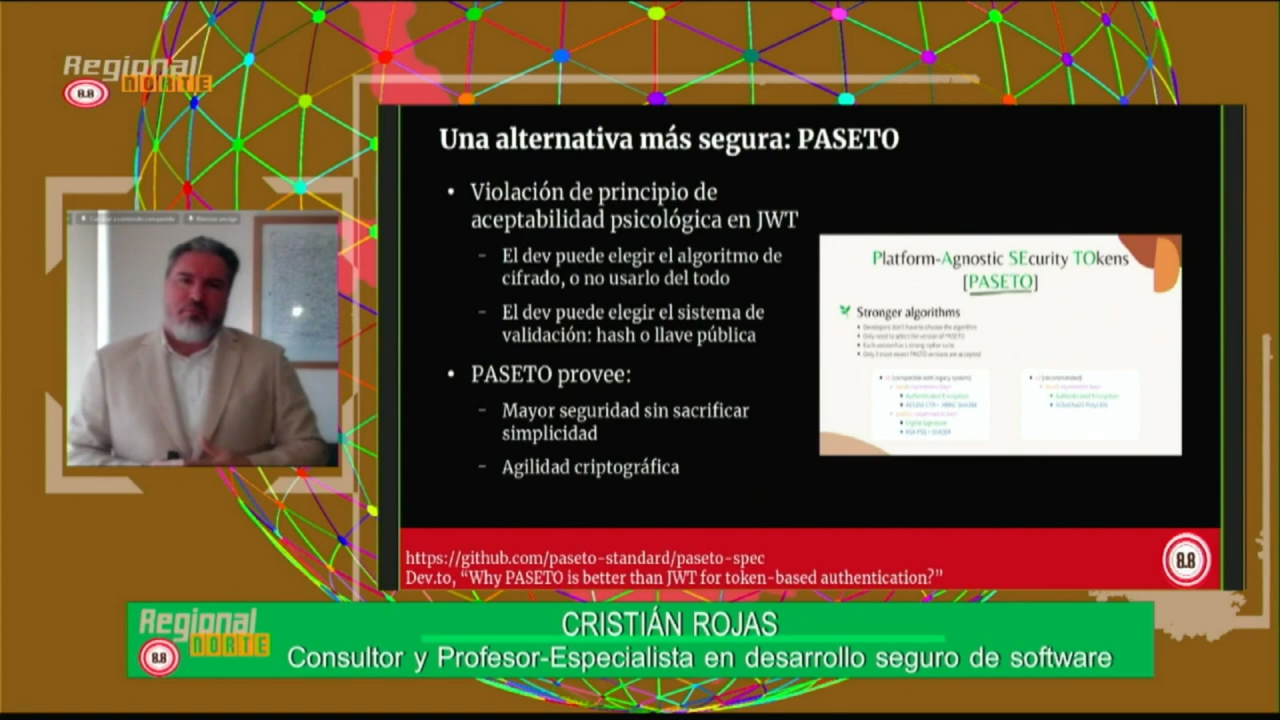 Regional
NORTE
8.8
Una alternativa más segura: PASETO
• Violación de principio de
aceptabilidad psicológica en JWT
- El dev puede elegir el algoritmo de
cifrado, o no usarlo del todo
- El dev puede elegir el sistema de
validación: hash o llave pública
• PASETO provee:
- Mayor seguridad sin sacrificar
simplicidad
- Agilidad criptográfica
Platform-Agnostic SEcurity TOkens
[PASETO]
Stronger algorithms
https://github.com/paseto-standard/paseto-spec
Dev.to, “Why PASETO is better than JWT for token-based authentication?”
8.8
Regional
NORTE
8.8
CRISTIÁN ROJAS
Consultor y Profesor-Especialista en desarrollo seguro de software